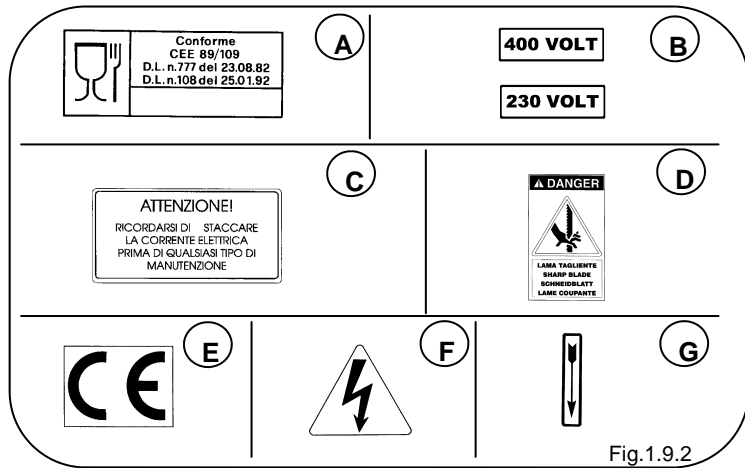 Conforme
CEE 89/109
D.L. n.777 del 23.08.82
D.L. n.108 del 25.01.92
A
400 VOLT
230 VOLT
B
ATTENZIONE!
RICORDARSI DI STACCARE
LA CORRENTE ELETTRICA
PRIMA DI QUALSIASI TIPO DI
MANUTENZIONE
C
DANGER
LAMA TAGLIENTE
SHARP BLADE
SCHNEIDBLATT
LAME COUPANTE
D
CE
E
F
G
Fig.1.9.2